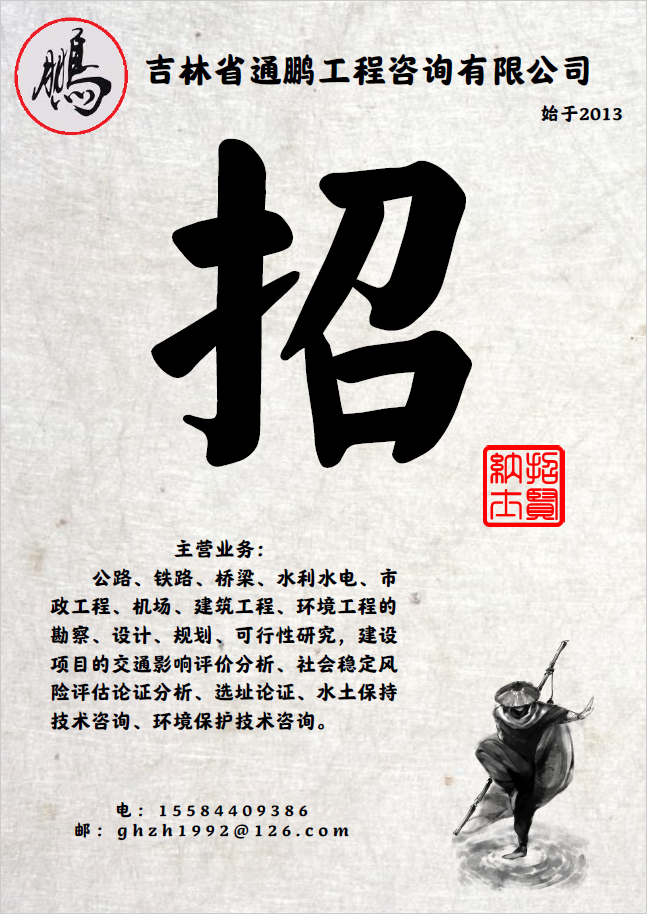 鵬
吉林省通鹏工程咨询有限公司
始于2013
招
招賢
納士
主营业务：
公路、铁路、桥梁、水利水电、市
政工程、机场、建筑工程、环境工程的
勘察、设计、规划、可行性研究，建设
项目的交通影响评价分析、社会稳定风
险评估论证分析、选址论证、水土保持
技术咨询、环境保护技术咨询。
电：15584409386
邮：ghzh1992@126.com